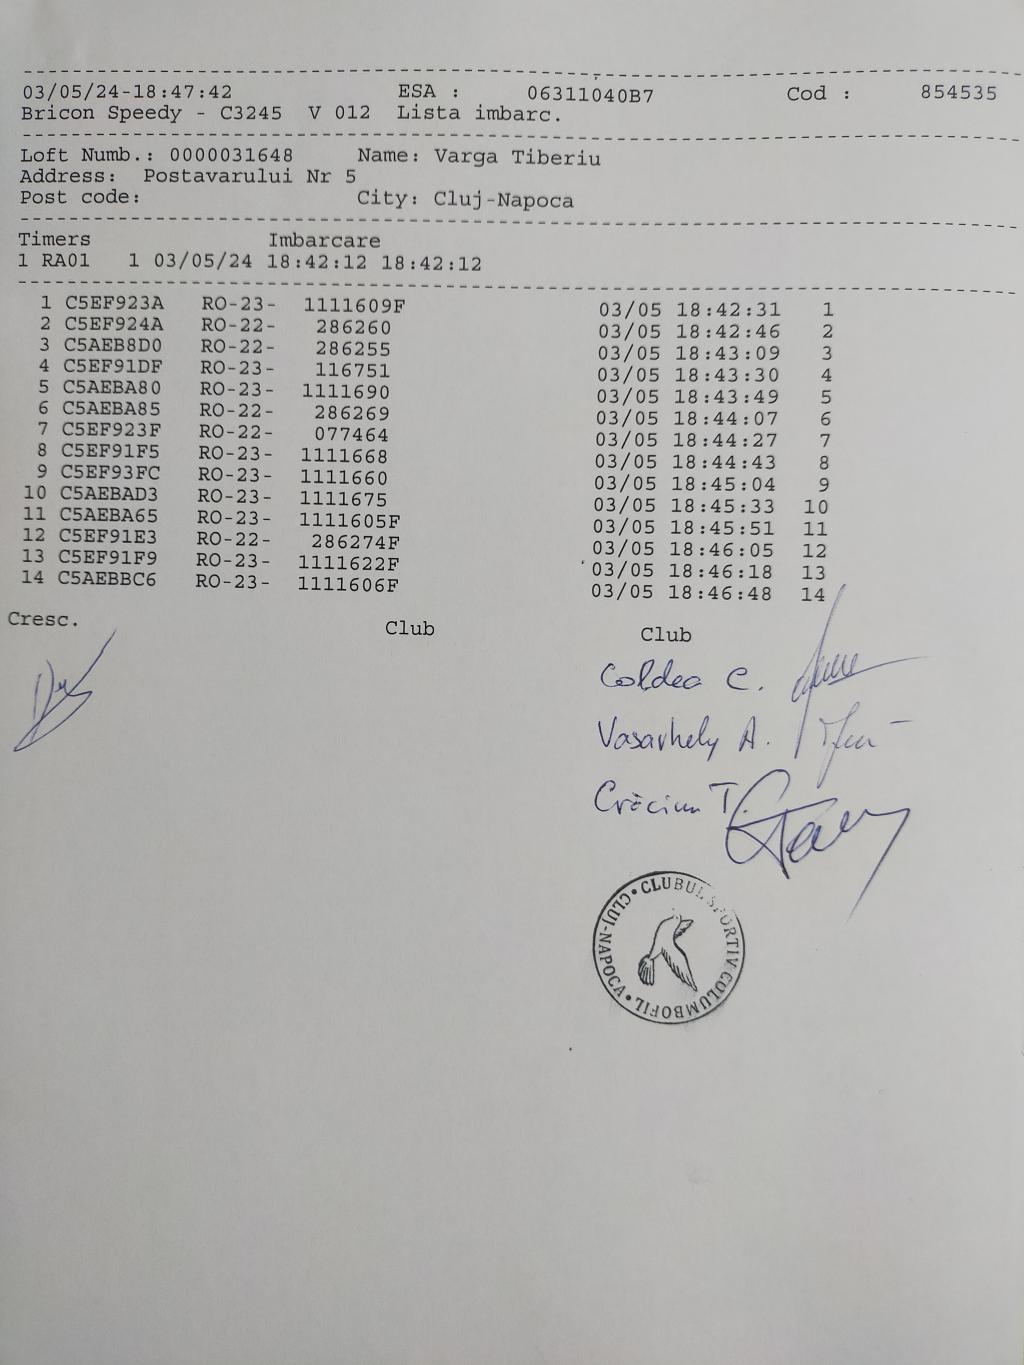 03/05/24-18:47:42 ESA : 06311040B7 Cod : 854535
Bricon Speedy - C3245 V 012 Lista imbarc.
Loft Numb.: 0000031648 Name: Varga Tiberiu
Address: Postavarului Nr 5
Post code: City: Cluj-Napoca
Timers Imbarcare
1 RA01 1 03/05/24 18:42:12 18:42:12
1 C5EF923A RO-23- 1111609F 03/05 18:42:31 1
2 C5EF924A RO-22- 286260 03/05 18:42:46 2
3 C5AEB8D0 RO-22- 286255 03/05 18:43:09 3
4 C5EF91DF RO-23- 116751 03/05 18:43:30 4
5 C5AEBA80 RO-23- 1111690 03/05 18:43:49 5
6 C5AEBA85 RO-22- 286269 03/05 18:44:07 6
7 C5EF923F RO-22- 077464 03/05 18:44:27 7
8 C5EF91F5 RO-23- 1111668 03/05 18:44:43 8
9 C5EF93FC RO-23- 1111660 03/05 18:45:04 9
10 C5AEBAD3 RO-23- 1111675 03/05 18:45:33 10
11 C5AEBA65 RO-23- 1111605F 03/05 18:45:51 11
12 C5EF91E3 RO-22- 286274F 03/05 18:46:05 12
13 C5EF91F9 RO-23- 1111622F 03/05 18:46:18 13
14 C5AEBBC6 RO-23- 1111606F 03/05 18:46:48 14
Cresc. Club Club
Coldea C.
Vasarhely A.
Crăciun T.
CLUBUL SPORTIV COLUMBOFIL • CLUJ-NAPOCA •